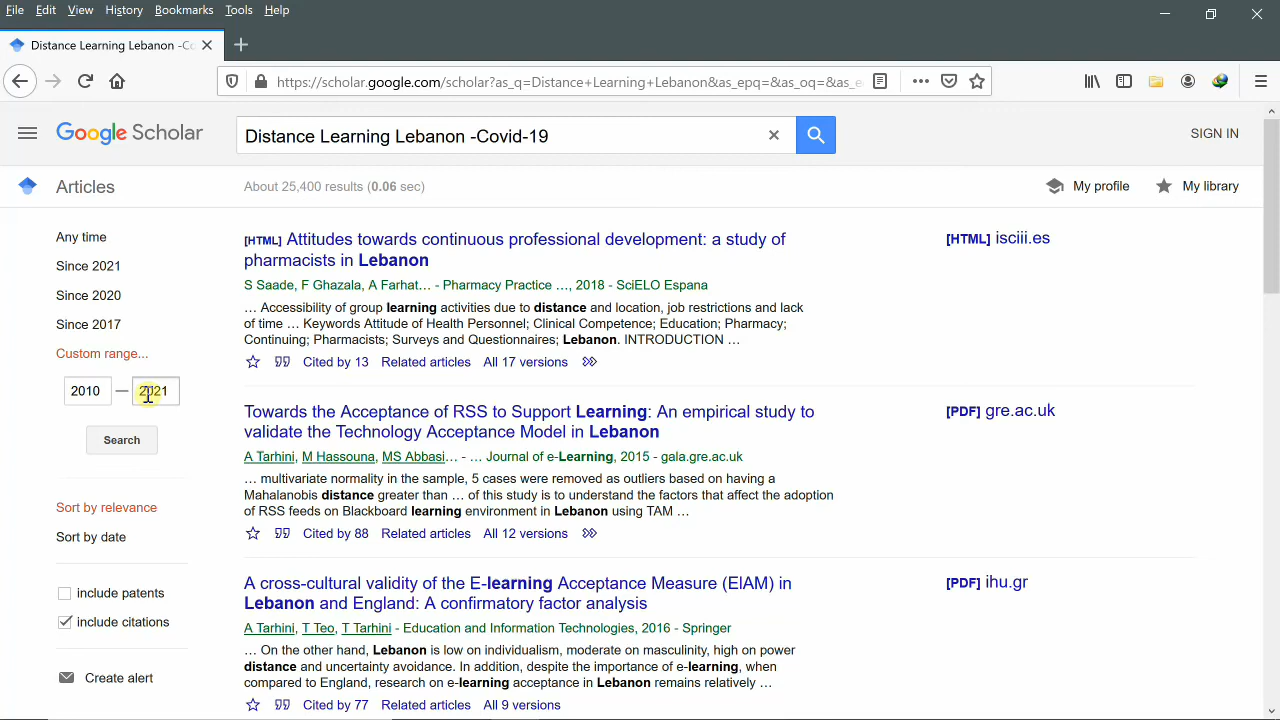 File Edit View History Bookmarks Tools Help
Distance Learning Lebanon -Co
https://scholar.google.com/scholar?as_q=Distance+Learning+Lebanon&as_epq=&as_oq=&as_e
Google Scholar
Distance Learning Lebanon -Covid-19
SIGN IN
Articles
About 25,400 results (0.06 sec)
My profile
My library
Any time
Since 2021
Since 2020
Since 2017
Custom range...
2010 — 2021
Search
Sort by relevance
Sort by date
include patents
include citations
Create alert
[HTML] Attitudes towards continuous professional development: a study of
pharmacists in Lebanon
S Saade, F Ghazala, A Farhat... - Pharmacy Practice ..., 2018 - SciELO Espana
... Accessibility of group learning activities due to distance and location, job restrictions and lack
of time ... Keywords Attitude of Health Personnel; Clinical Competence; Education; Pharmacy;
Continuing; Pharmacists; Surveys and Questionnaires; Lebanon. INTRODUCTION ...
Cited by 13 Related articles All 17 versions
[HTML] isciii.es
Towards the Acceptance of RSS to Support Learning: An empirical study to
validate the Technology Acceptance Model in Lebanon
A Tarhini, M Hassouna, MS Abbasi... - ... Journal of e-Learning, 2015 - gala.gre.ac.uk
... multivariate normality in the sample, 5 cases were removed as outliers based on having a
Mahalanobis distance greater than ... of this study is to understand the factors that affect the adoption
of RSS feeds on Blackboard learning environment in Lebanon using TAM ...
Cited by 88 Related articles All 12 versions
[PDF] gre.ac.uk
A cross-cultural validity of the E-learning Acceptance Measure (ElAM) in
Lebanon and England: A confirmatory factor analysis
A Tarhini, T Teo, T Tarhini - Education and Information Technologies, 2016 - Springer
... On the other hand, Lebanon is low on individualism, moderate on masculinity, high on power
distance and uncertainty avoidance. In addition, despite the importance of e-learning, when
compared to England, research on e-learning acceptance in Lebanon remains relatively ...
Cited by 77 Related articles All 9 versions
[PDF] ihu.gr